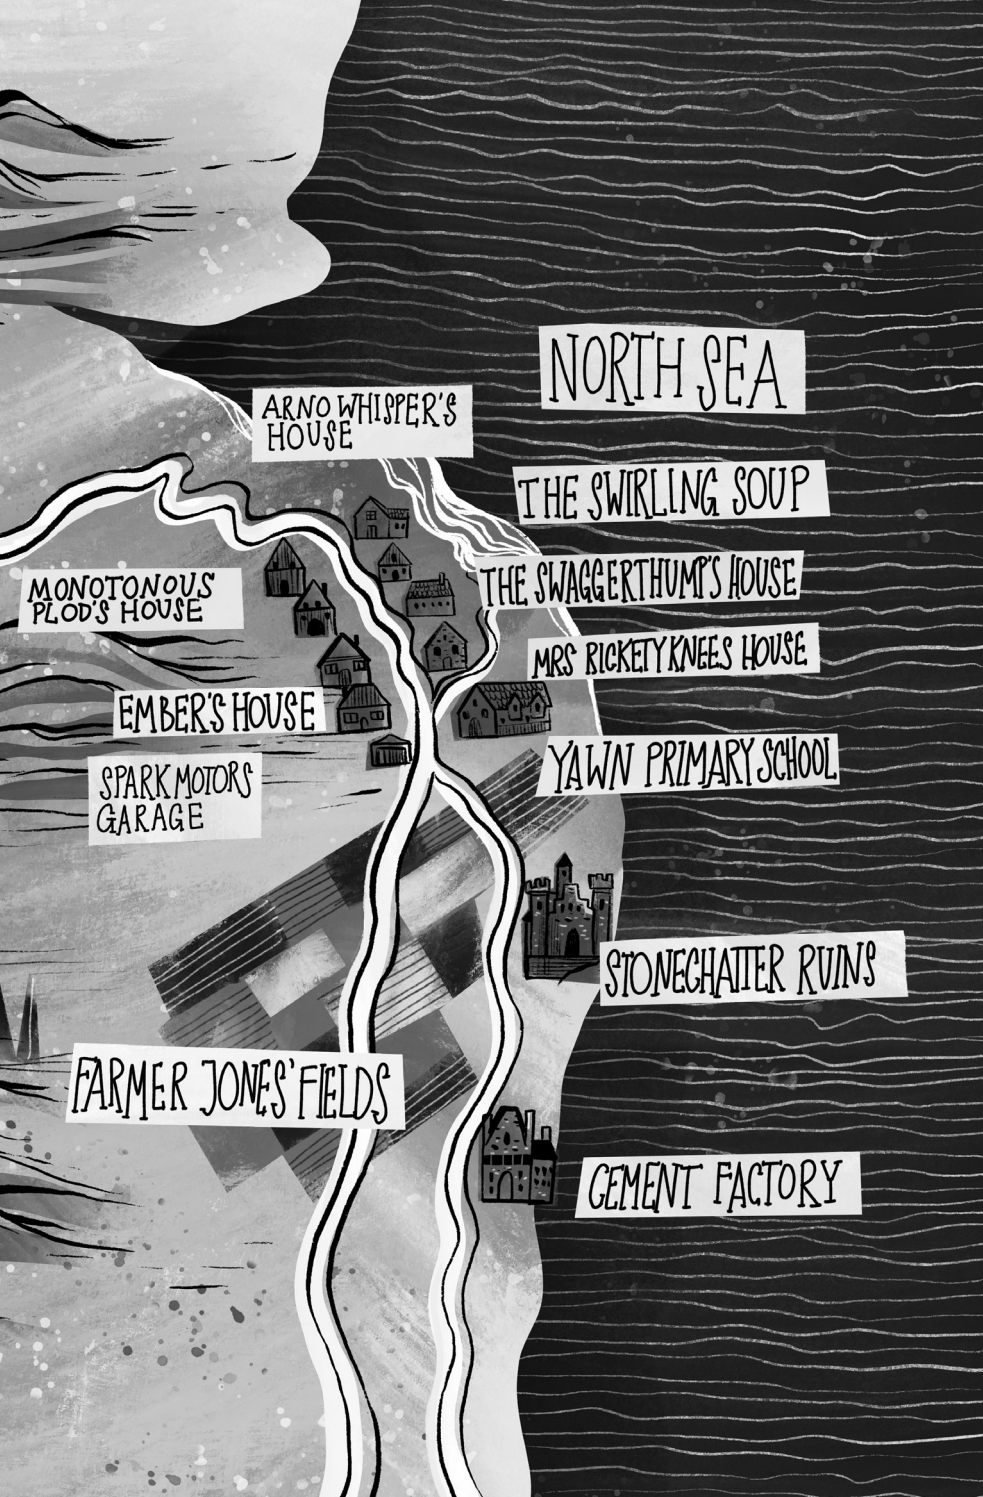 NORTH SEA
ARNO WHISPER'S
HOUSE
THE SWIRLING SOUP
THE SWAGGERTHUMP'S HOUSE
MONOTONOUS
PLOD'S HOUSE
MRS RICKETYKNEES HOUSE
EMBER'S HOUSE
YAWN PRIMARY SCHOOL
SPARK MOTORS
GARAGE
STONECHATTER RUINS
FARMER JONES' FIELDS
CEMENT FACTORY